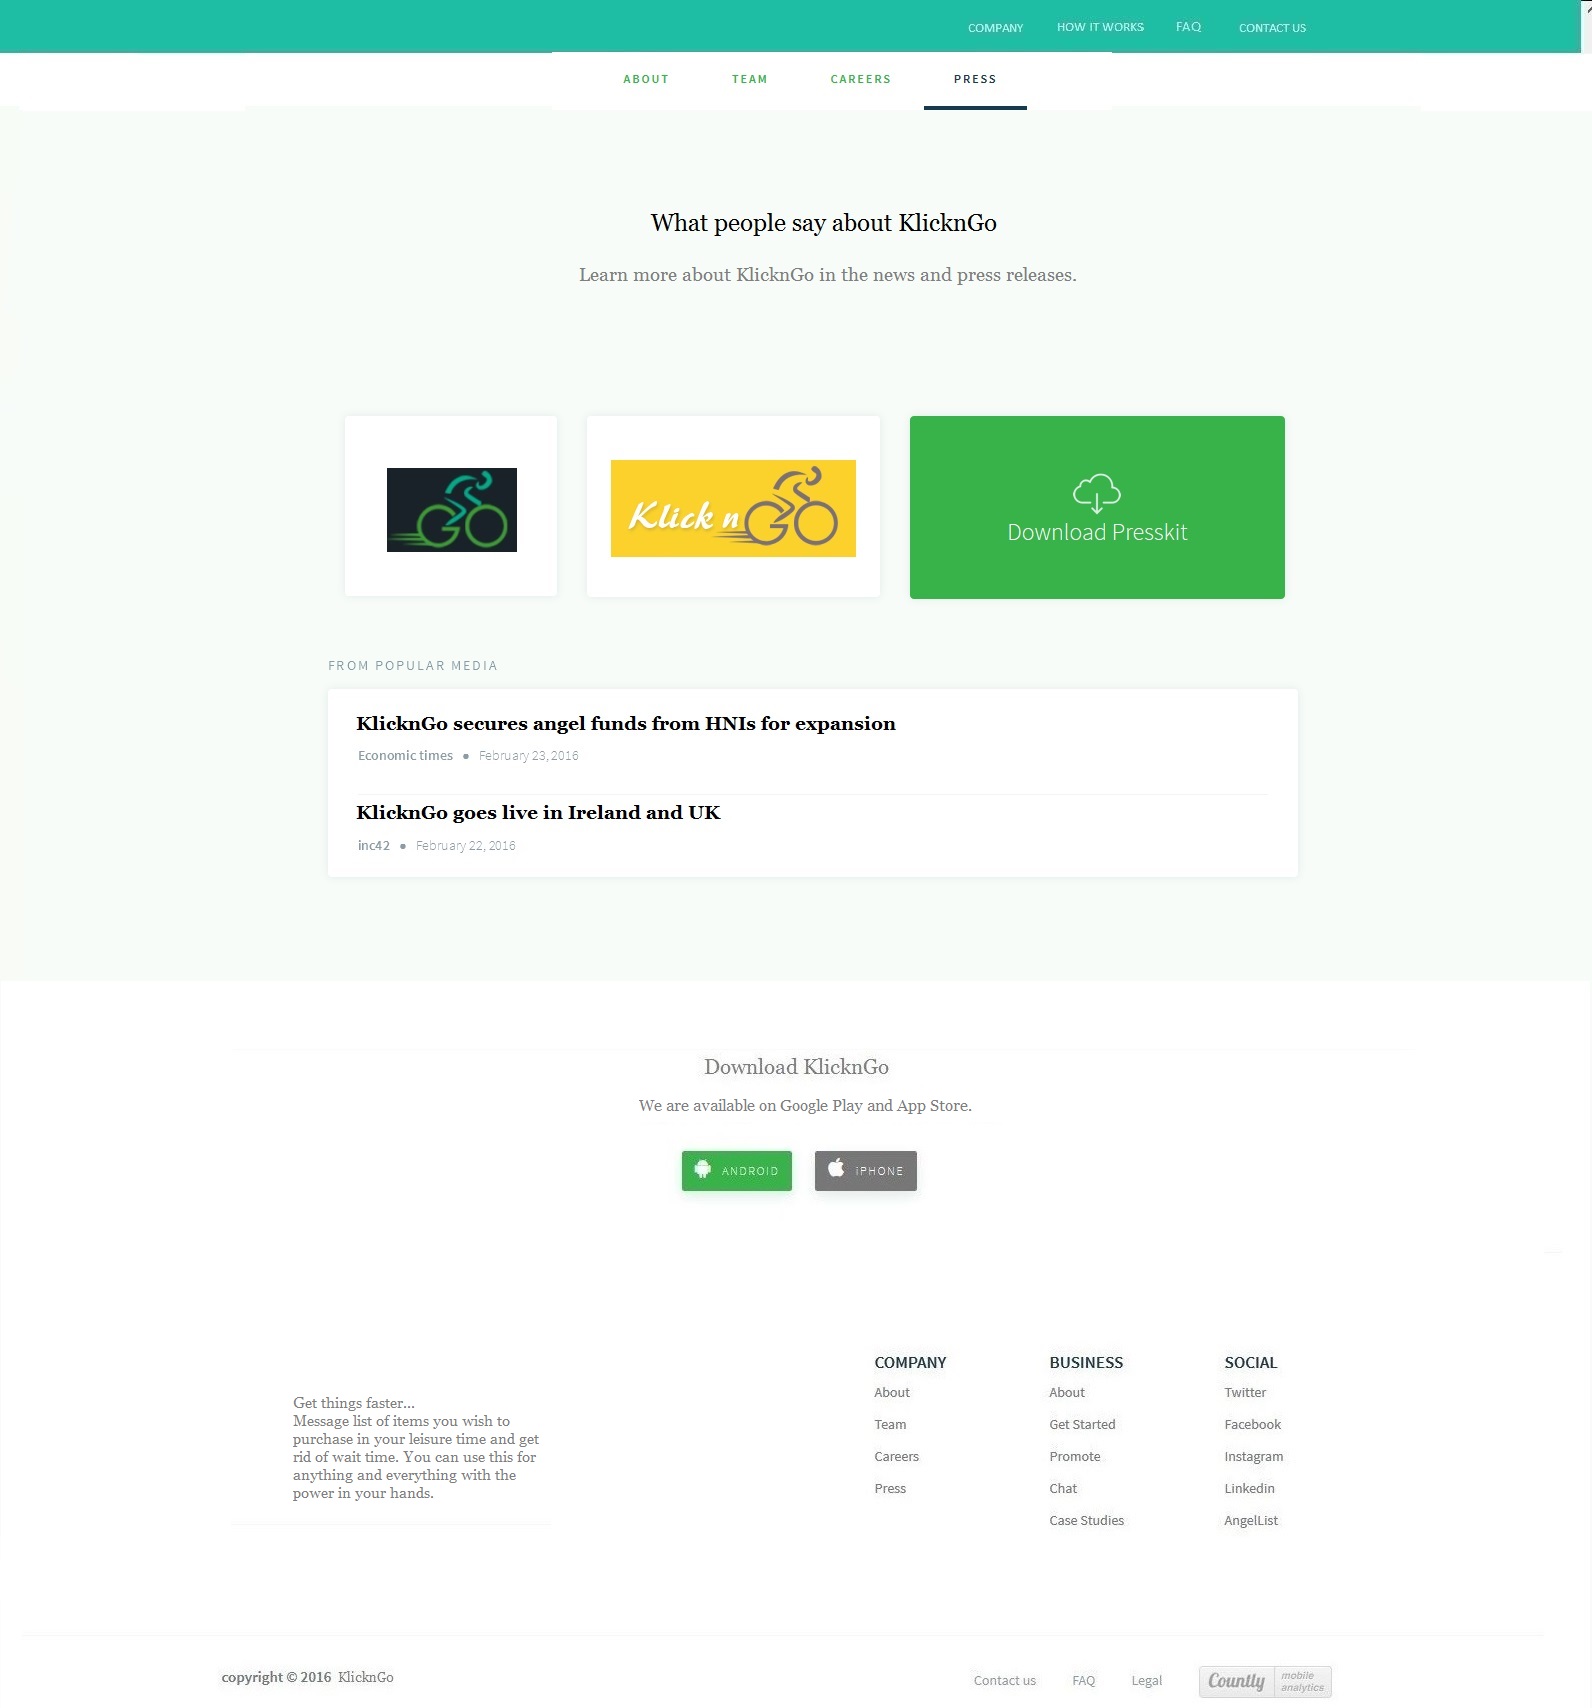 COMPANY HOW IT WORKS FAQ CONTACT US
ABOUT TEAM CAREERS PRESS
What people say about KlicknGo
Learn more about KlicknGo in the news and press releases.
GO
Klick n GO
Download Presskit
FROM POPULAR MEDIA
KlicknGo secures angel funds from HNIs for expansion
Economic times • February 23, 2016
KlicknGo goes live in Ireland and UK
inc42 • February 22, 2016
Download KlicknGo
We are available on Google Play and App Store.
ANDROID iPHONE
Get things faster...
Message list of items you wish to
purchase in your leisure time and get
rid of wait time. You can use this for
anything and everything with the
power in your hands.
COMPANY
About
Team
Careers
Press
BUSINESS
About
Get Started
Promote
Chat
Case Studies
SOCIAL
Twitter
Facebook
Instagram
Linkedin
AngelList
copyright © 2016 KlicknGo
Contact us FAQ Legal
Countly mobile
analytics